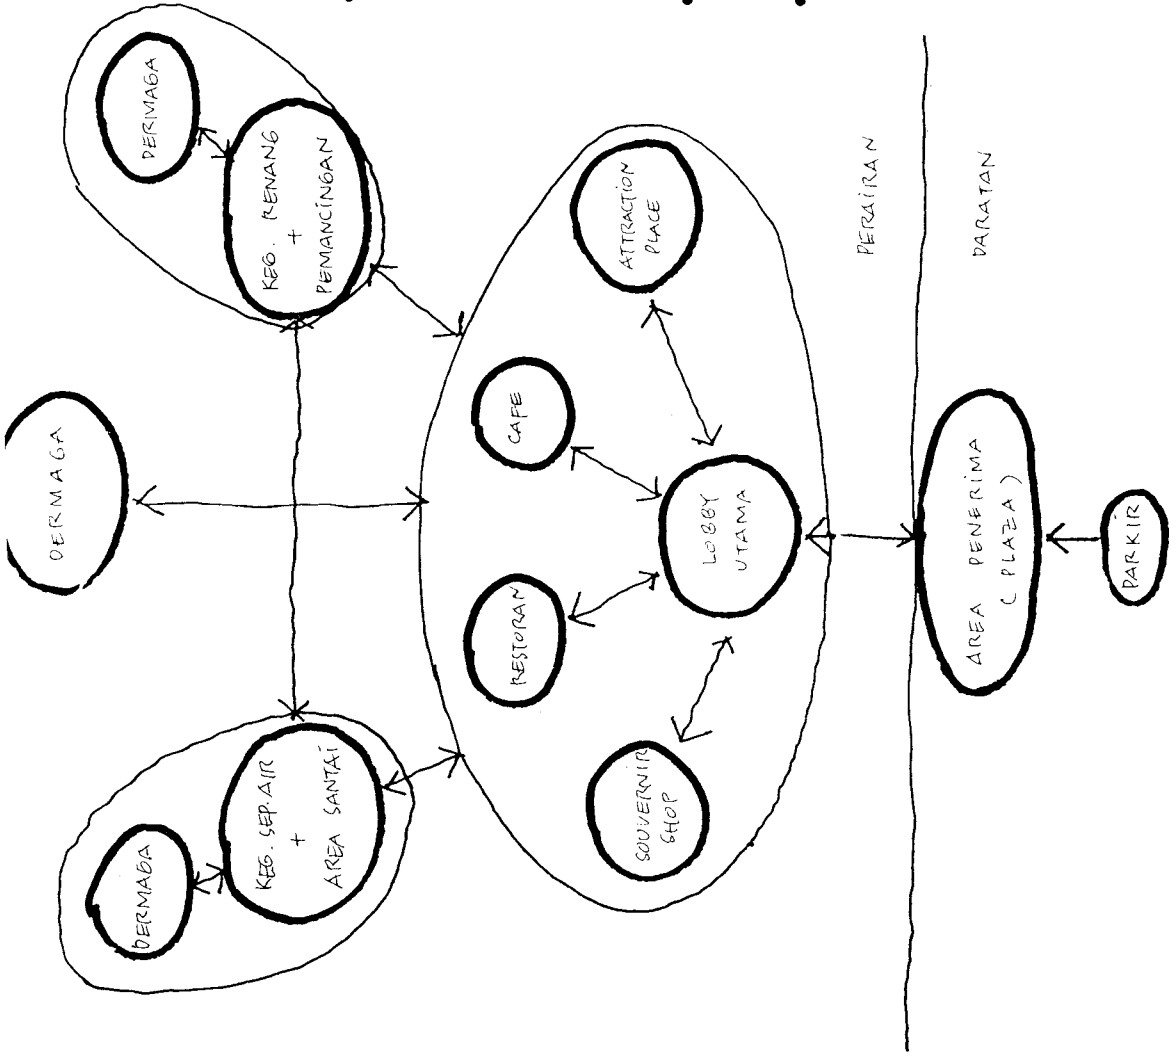 DERMAGA
DERMAGA
DERMAGA
KEG. SEP. AIR
+
AREA SANTAI
KEG. RENANG
+
PEMANCINGAN
RESTORAN
CAFE
SOUVERNIR
SHOP
ATTRACTION
PLACE
LOBBY
UTAMA
PERAIRAN
DARATAN
AREA PENERIMA
( PLAZA )
PARKIR